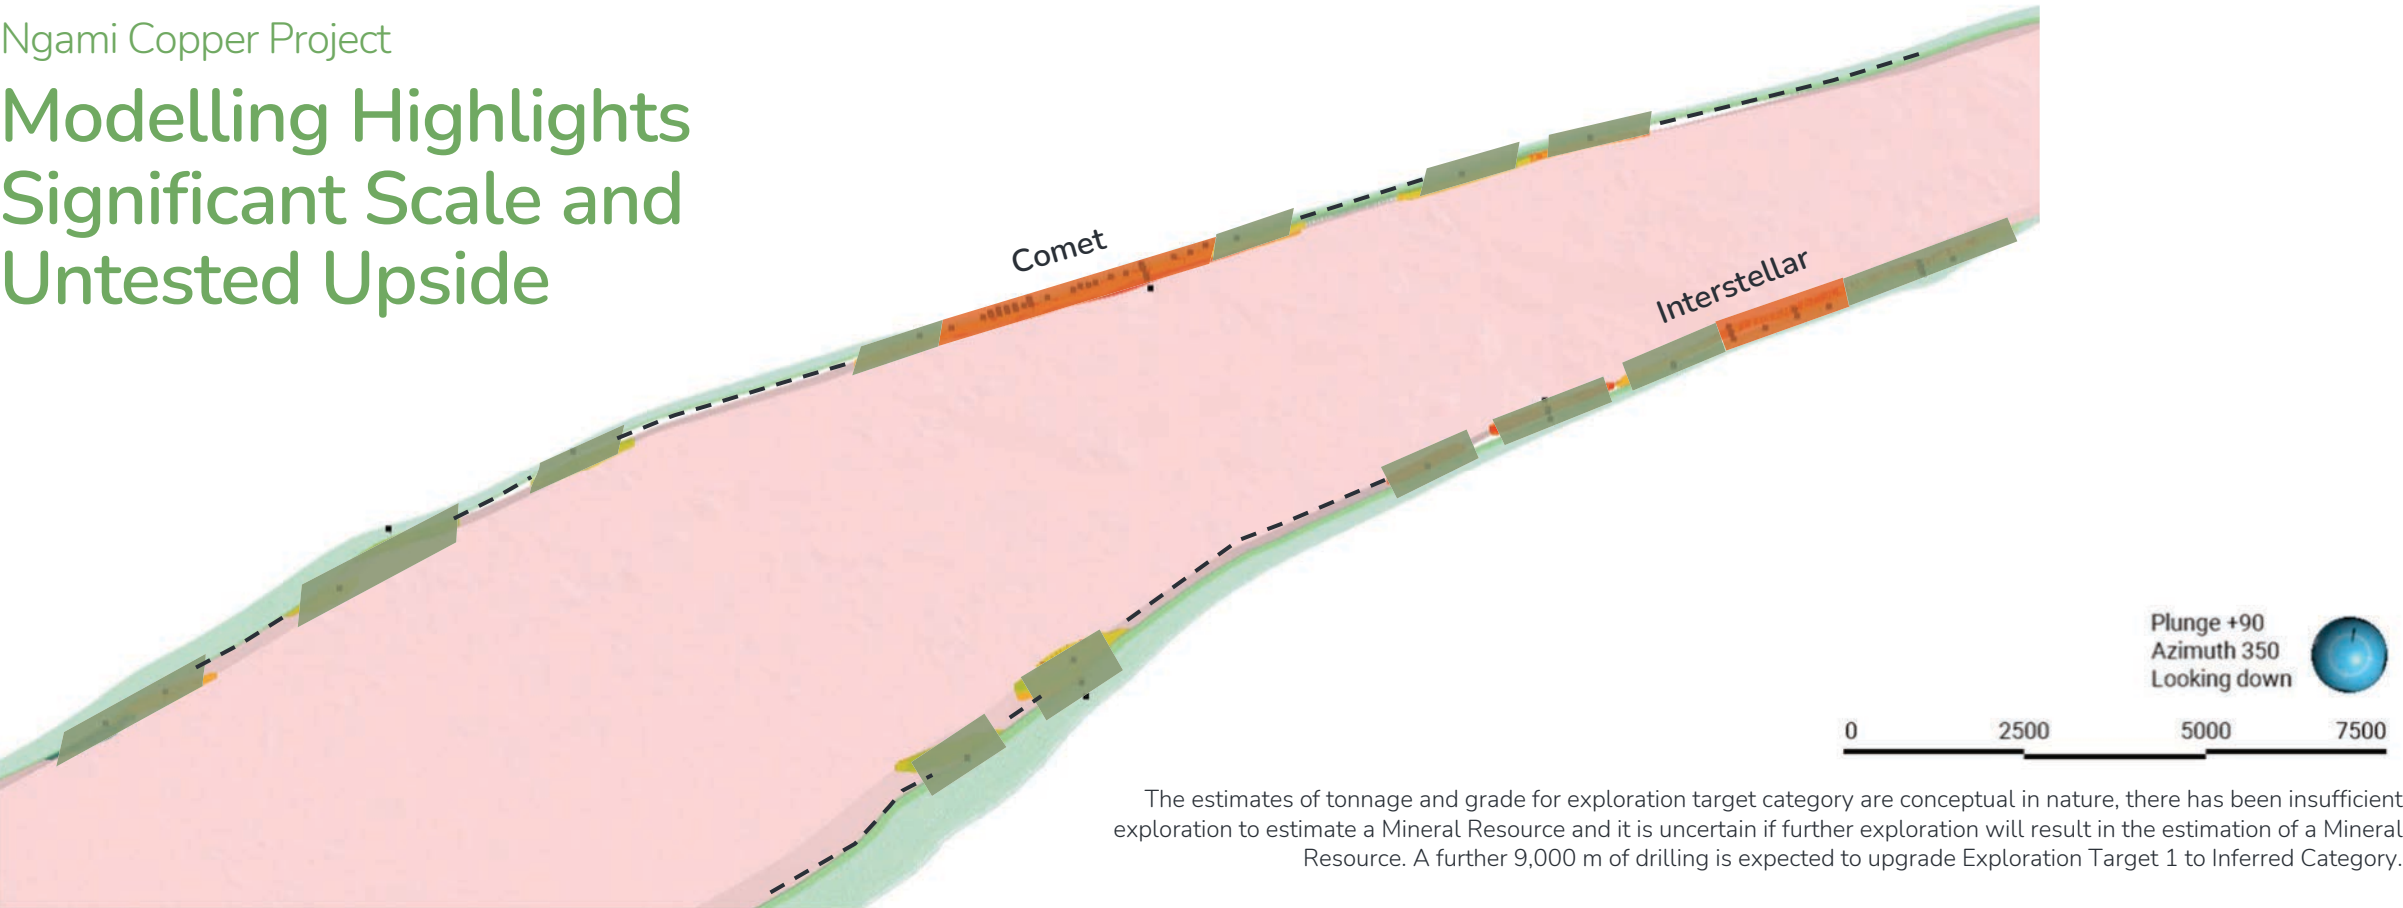 Ngami Copper Project
Modelling Highlights
Significant Scale and
Untested Upside
Comet
Interstellar
Plunge +90
Azimuth 350
Looking down
0 2500 5000 7500
The estimates of tonnage and grade for exploration target category are conceptual in nature, there has been insufficient
exploration to estimate a Mineral Resource and it is uncertain if further exploration will result in the estimation of a Mineral
Resource. A further 9,000 m of drilling is expected to upgrade Exploration Target 1 to Inferred Category.